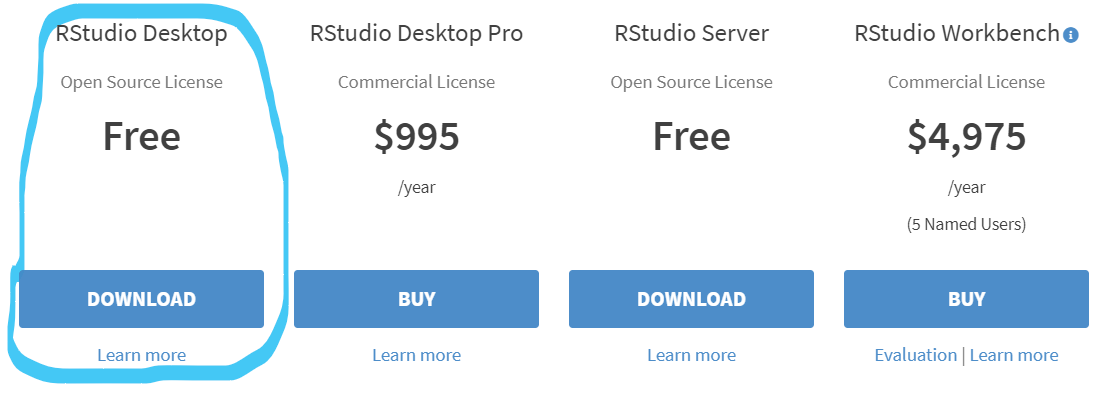 RStudio Desktop
Open Source License
Free
DOWNLOAD
Learn more
RStudio Desktop Pro
Commercial License
$995
/year
BUY
Learn more
RStudio Server
Open Source License
Free
DOWNLOAD
Learn more
RStudio Workbench
Commercial License
$4,975
/year
(5 Named Users)
BUY
Evaluation | Learn more